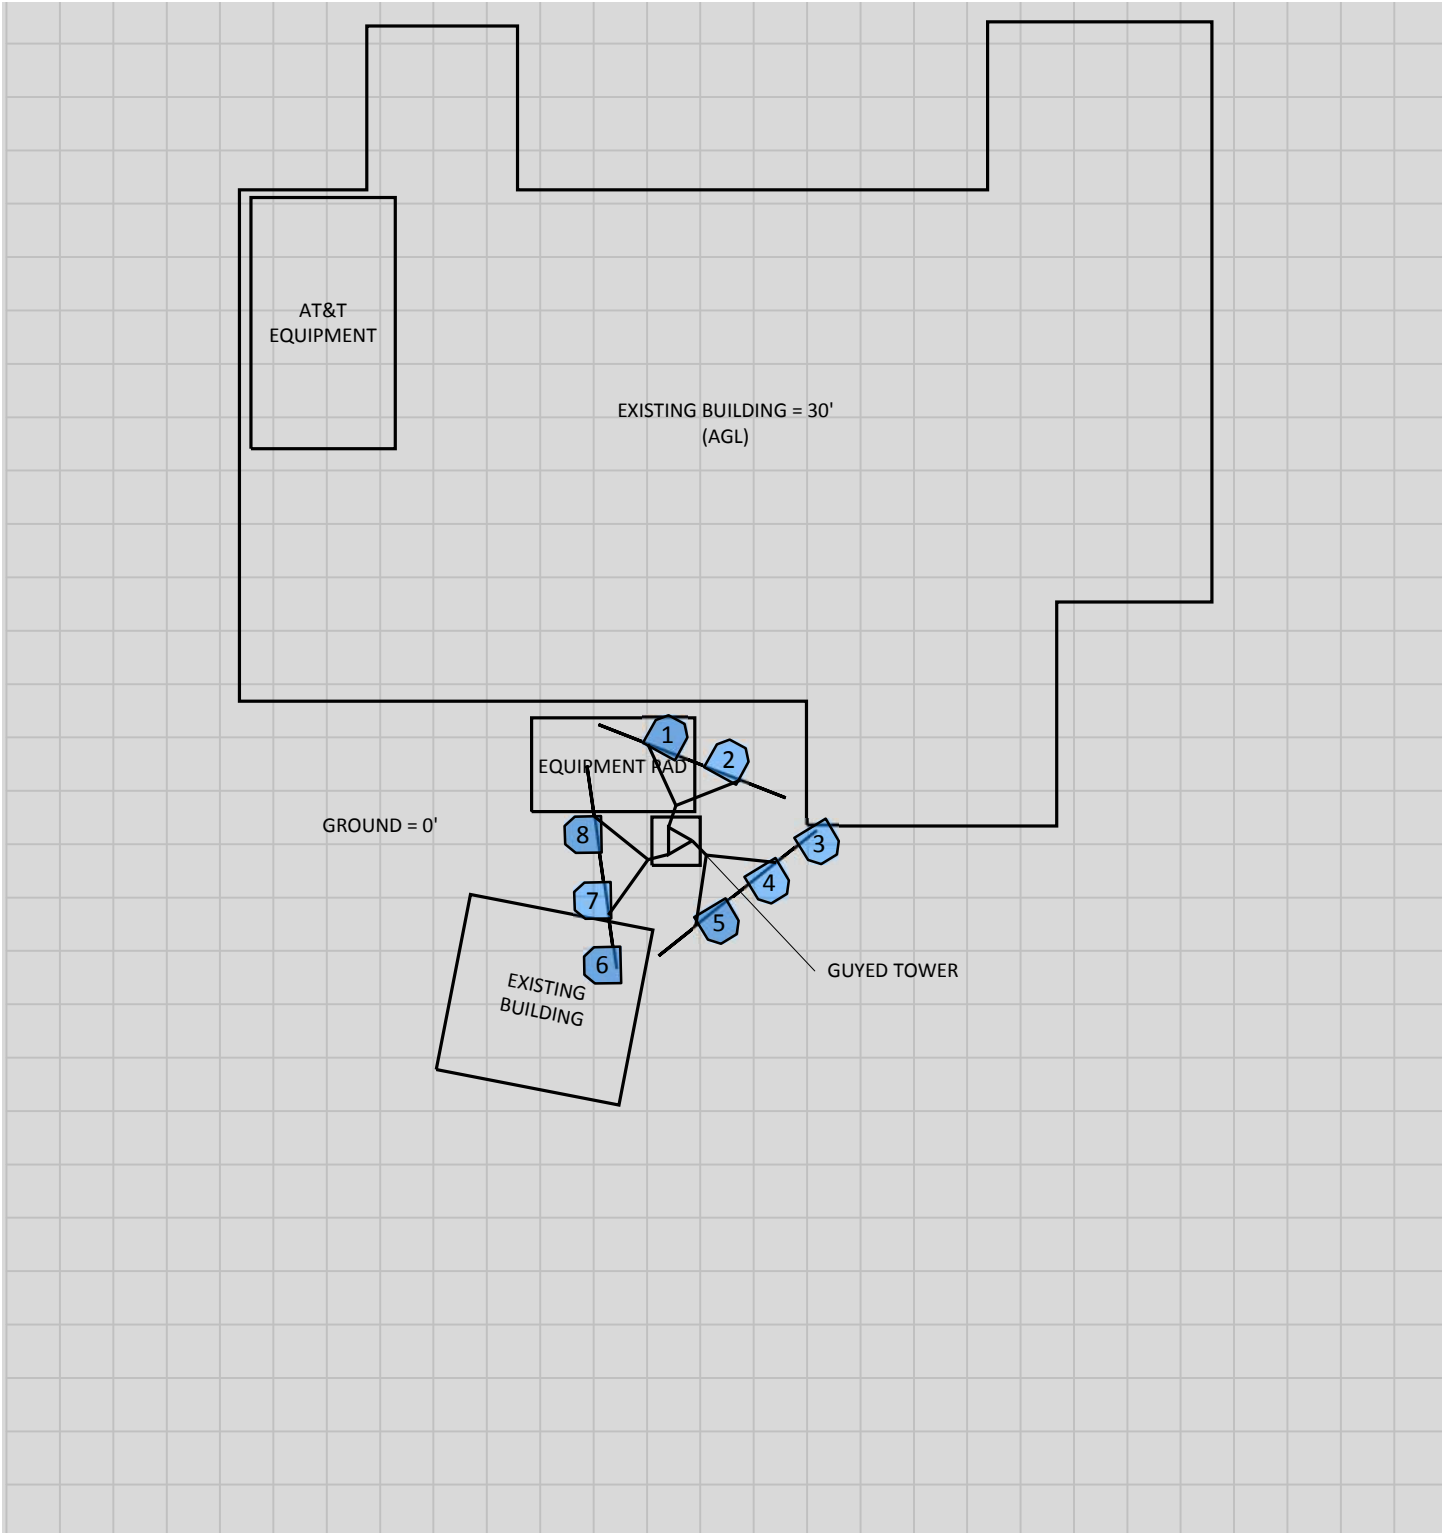 AT&T
EQUIPMENT
EXISTING BUILDING = 30'
(AGL)
1
2
EQUIPMENT PAD
GROUND = 0'
8
3
4
7
5
6
GUYED TOWER
EXISTING
BUILDING